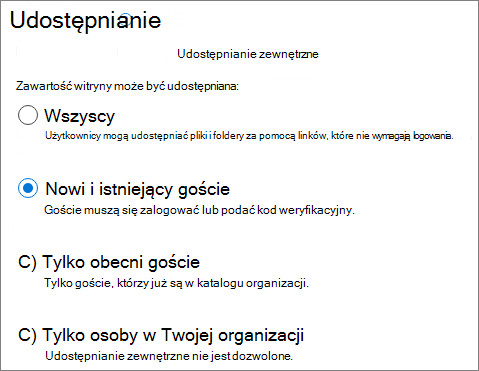 Udostępnianie
Udostępnianie zewnętrzne
Zawartość witryny może być udostępniana:
Wszyscy
Użytkownicy mogą udostępniać pliki i foldery za pomocą linków, które nie wymagają logowania.
Nowi i istniejący goście
Goście muszą się zalogować lub podać kod weryfikacyjny.
C) Tylko obecni goście
Tylko goście, którzy już są w katalogu organizacji.
C) Tylko osoby w Twojej organizacji
Udostępnianie zewnętrzne nie jest dozwolone.